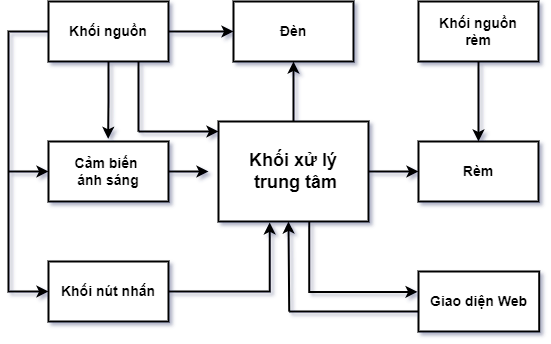 Khối nguồn
Đèn
Khối nguồn
rèm
Cảm biến
ánh sáng
Khối xử lý
trung tâm
Rèm
Khối nút nhấn
Giao diện Web